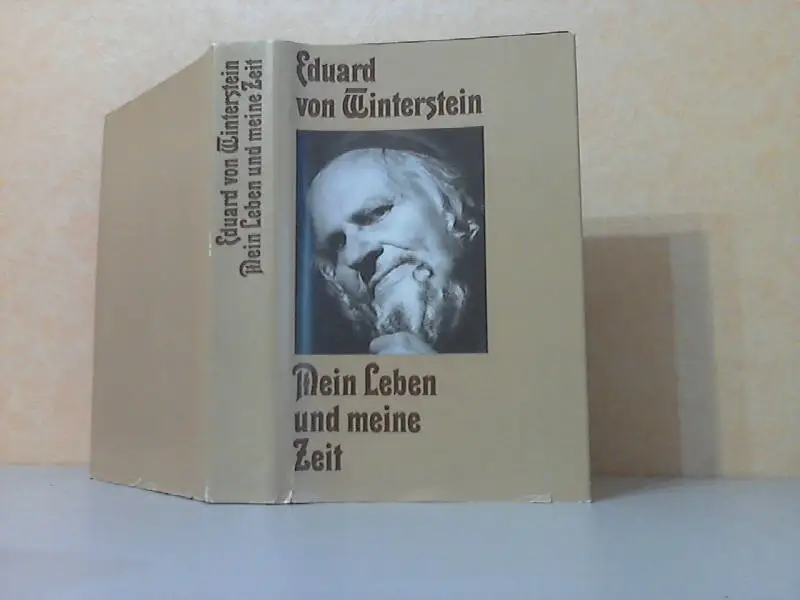 Eduard von Winterstein
Mein Leben und meine Zeit
Eduard
von Winterstein
Mein Leben
und meine
Zeit